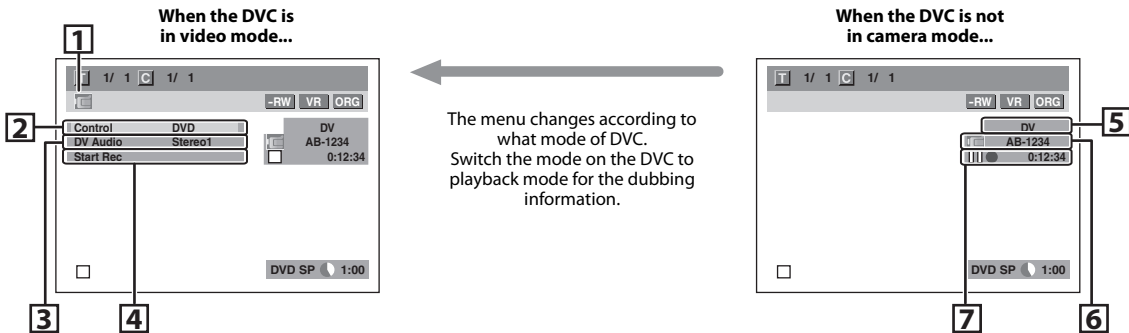 When the DVC is
in video mode...
1
T 1/ 1 C 1/ 1
-RW VR ORG
2
Control DVD
DV Audio Stereo1
Start Rec
DV
AB-1234
0:12:34
DVD SP 1:00
3
4
The menu changes according to
what mode of DVC.
Switch the mode on the DVC to
playback mode for the dubbing
information.
When the DVC is not
in camera mode...
T 1/ 1 C 1/ 1
-RW VR ORG
5
DV
AB-1234
0:12:34
DVD SP 1:00
7
6